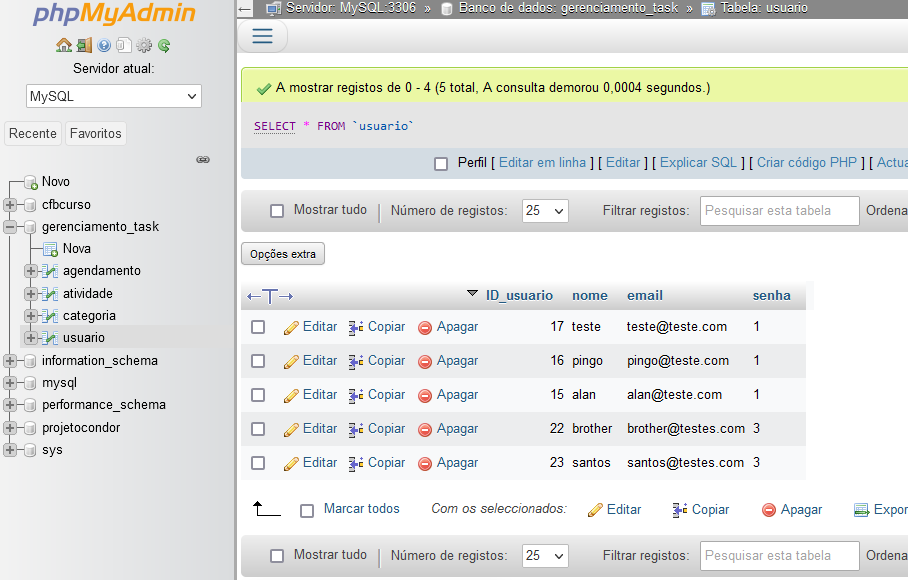 phpMyAdmin
Servidor atual:
MySQL
Recente Favoritos
Novo
cfbcurso
gerenciamento_task
Nova
agendamento
atividade
categoria
usuario
information_schema
mysql
performance_schema
projetocondor
sys
← Servidor: MySQL:3306 » Banco de dados: gerenciamento_task » Tabela: usuario
A mostrar registos de 0 - 4 (5 total, A consulta demorou 0,0004 segundos.)
SELECT * FROM `usuario`
Perfil [ Editar em linha ] [ Editar ] [ Explicar SQL ] [ Criar código PHP ] [ Actua
Mostrar tudo Número de registos: 25 Filtrar registos: Pesquisar esta tabela Ordena
Opções extra
←T→ ID_usuario nome email senha
Editar Copiar Apagar 17 teste teste@teste.com 1
Editar Copiar Apagar 16 pingo pingo@teste.com 1
Editar Copiar Apagar 15 alan alan@teste.com 1
Editar Copiar Apagar 22 brother brother@testes.com 3
Editar Copiar Apagar 23 santos santos@testes.com 3
Marcar todos Com os seleccionados: Editar Copiar Apagar Expor
Mostrar tudo Número de registos: 25 Filtrar registos: Pesquisar esta tabela Ordena